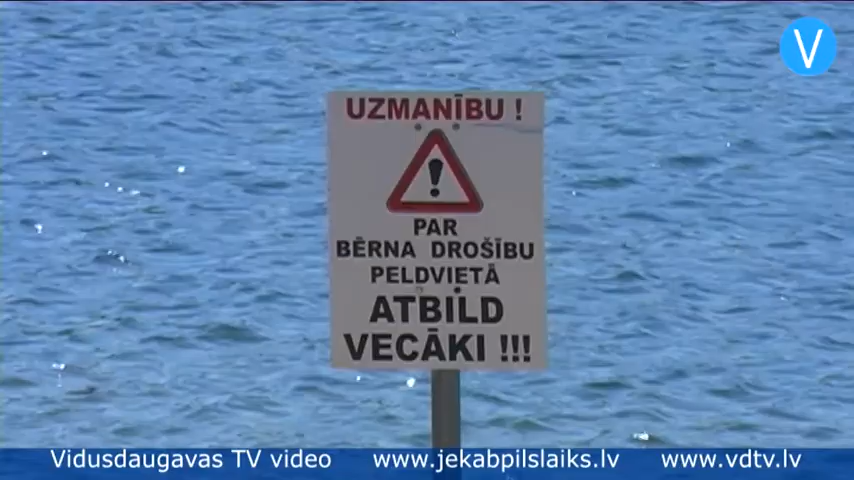 V
UZMANĪBU !
PAR
BĒRNA DROŠĪBU
PELDVIETĀ
ATBILD
VECĀKI !!!
Vidusdaugavas TV video www.jekabpilslaiks.lv www.vdtv.lv